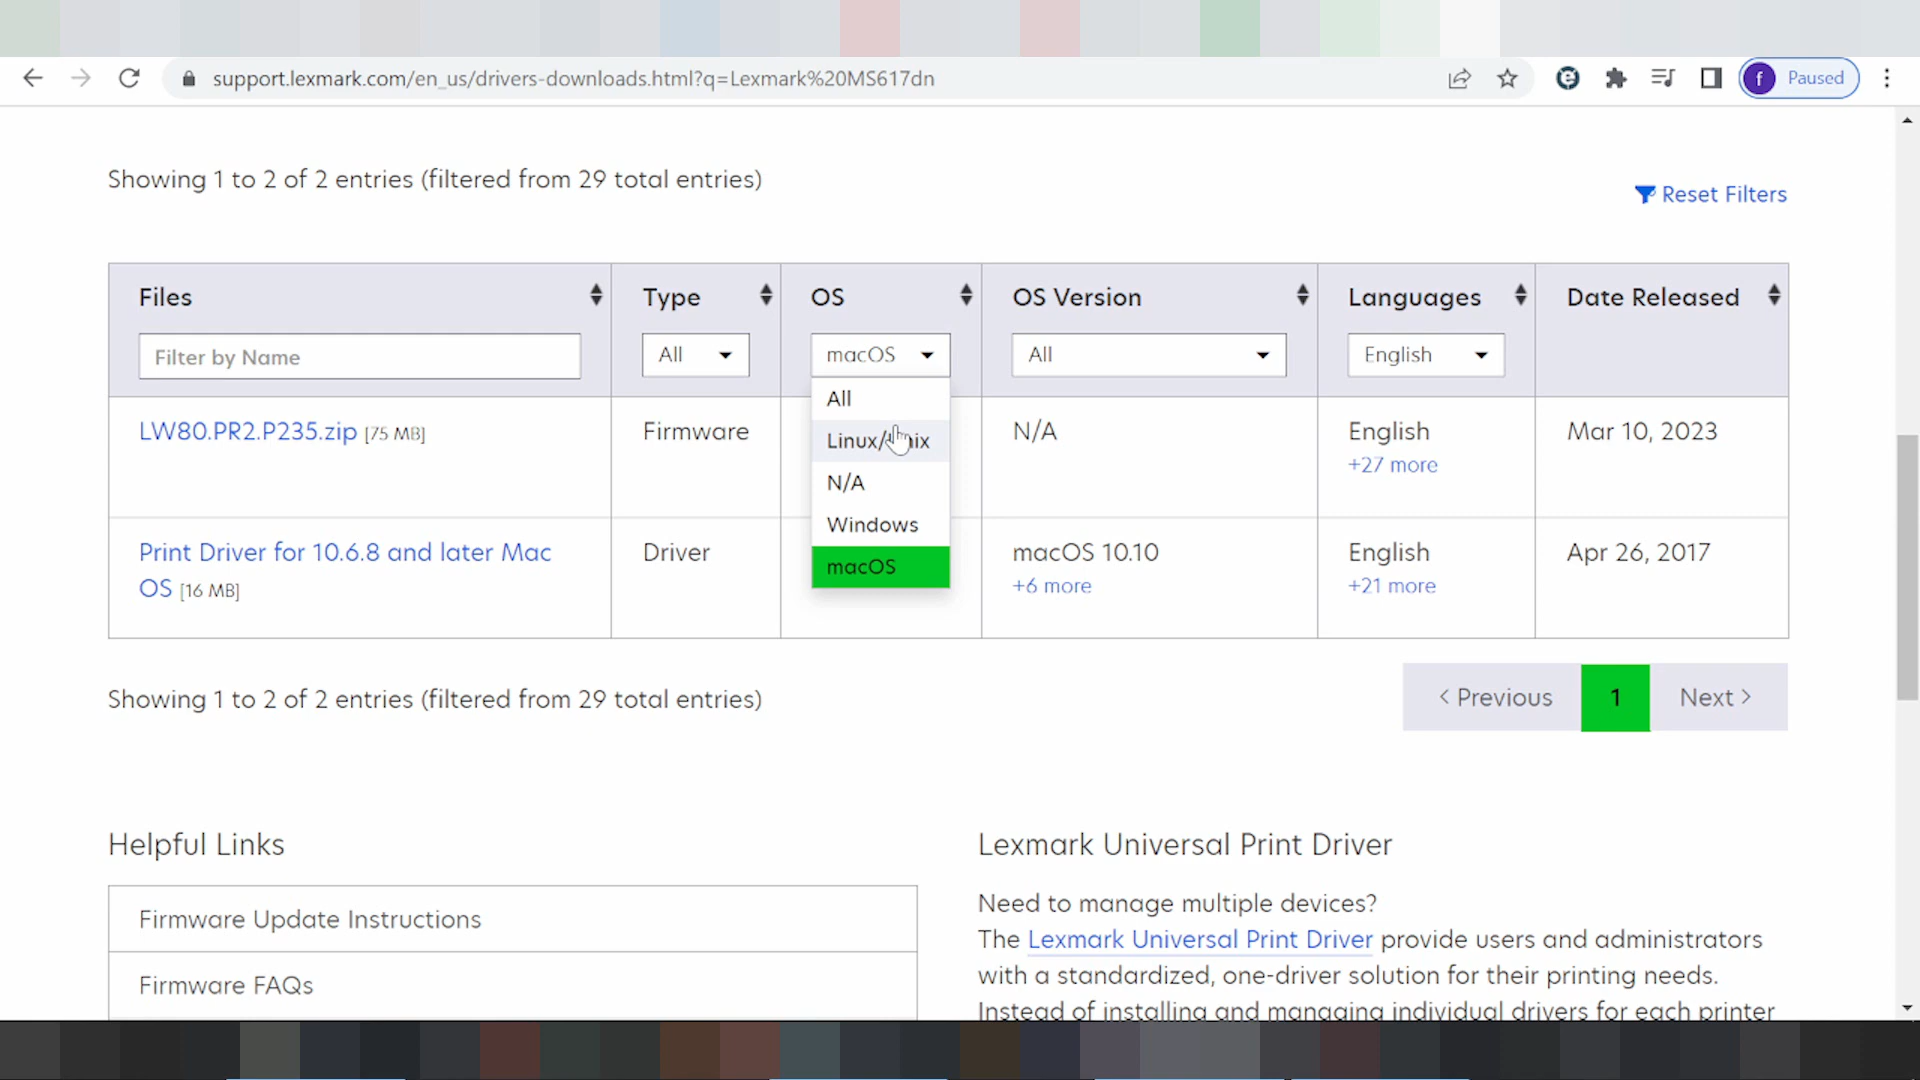 support.lexmark.com/en_us/drivers-downloads.html?q=Lexmark%20MS617dn
f Paused
Showing 1 to 2 of 2 entries (filtered from 29 total entries)
Reset Filters
Files Type OS OS Version Languages Date Released
Filter by Name All macOS All English
All
Linux/Unix
N/A
Windows
macOS
LW80.PR2.P235.zip [75 MB] Firmware N/A English Mar 10, 2023
+27 more
Print Driver for 10.6.8 and later Mac Driver macOS 10.10 English Apr 26, 2017
OS [16 MB] +6 more +21 more
Showing 1 to 2 of 2 entries (filtered from 29 total entries)
< Previous 1 Next >
Helpful Links
Firmware Update Instructions
Firmware FAQs
Lexmark Universal Print Driver
Need to manage multiple devices?
The Lexmark Universal Print Driver provide users and administrators
with a standardized, one-driver solution for their printing needs.
Instead of installing and managing individual drivers for each printer